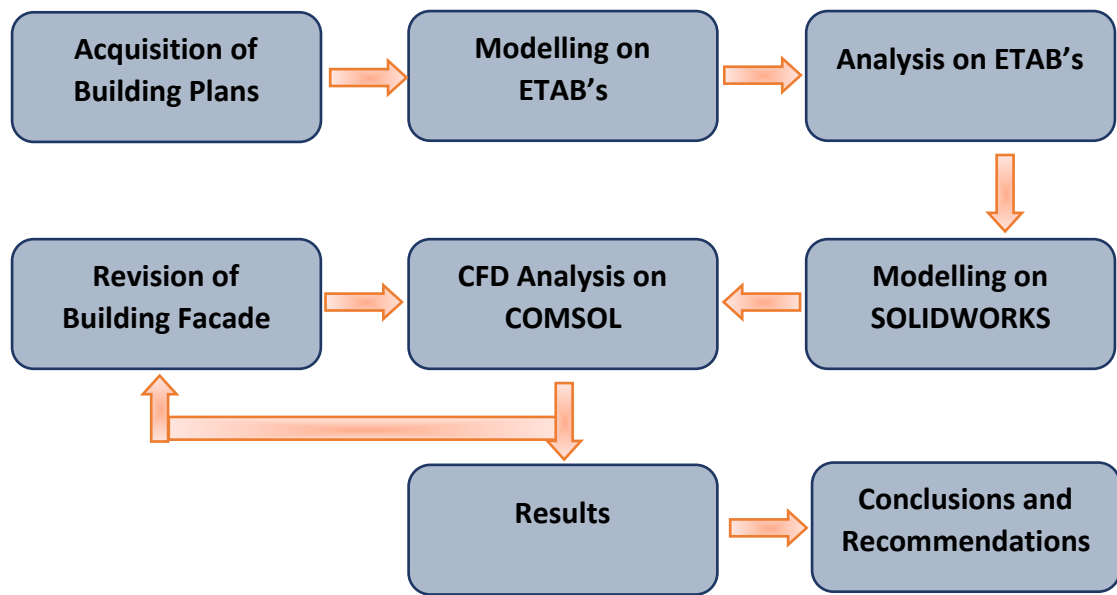 Acquisition of
Building Plans
Modelling on
ETAB’s
Analysis on ETAB’s
Revision of
Building Facade
CFD Analysis on
COMSOL
Modelling on
SOLIDWORKS
Results
Conclusions and
Recommendations